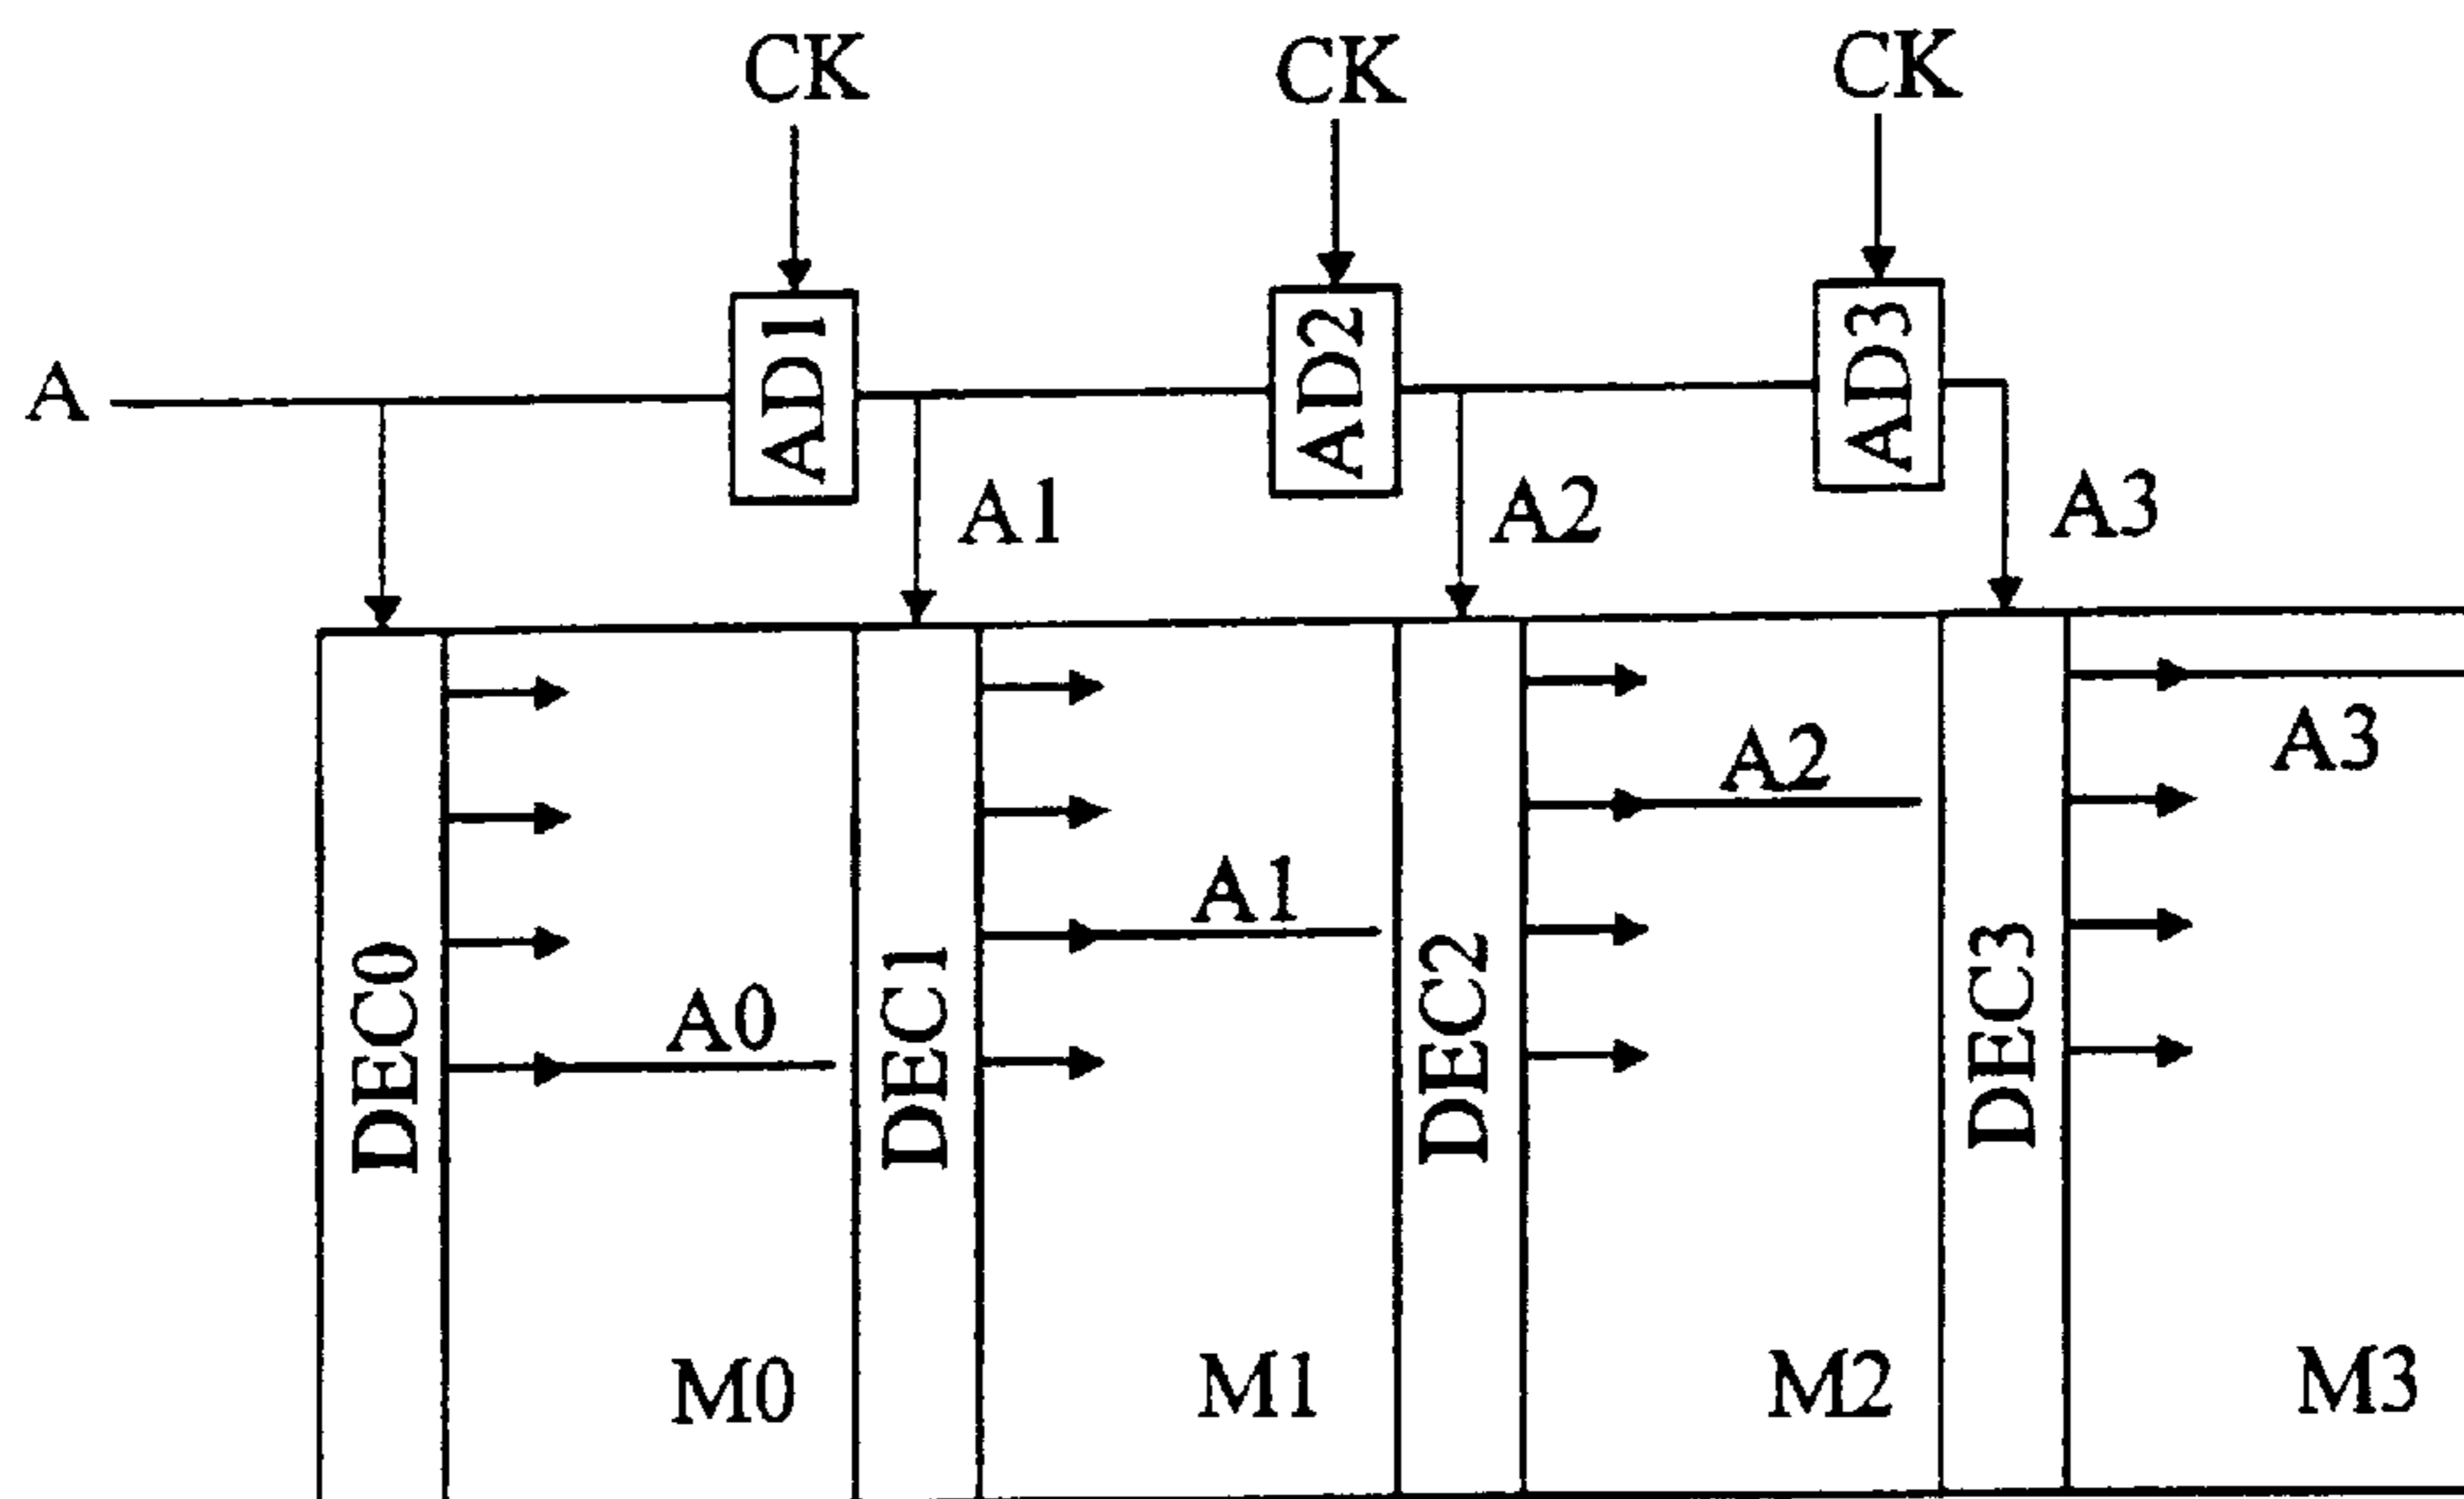 CK CK CK
AD1 AD2 AD3
A
A1 A2 A3
A3
A2
A1
A0
DEC0 DEC1 DEC2 DEC3
M0 M1 M2 M3